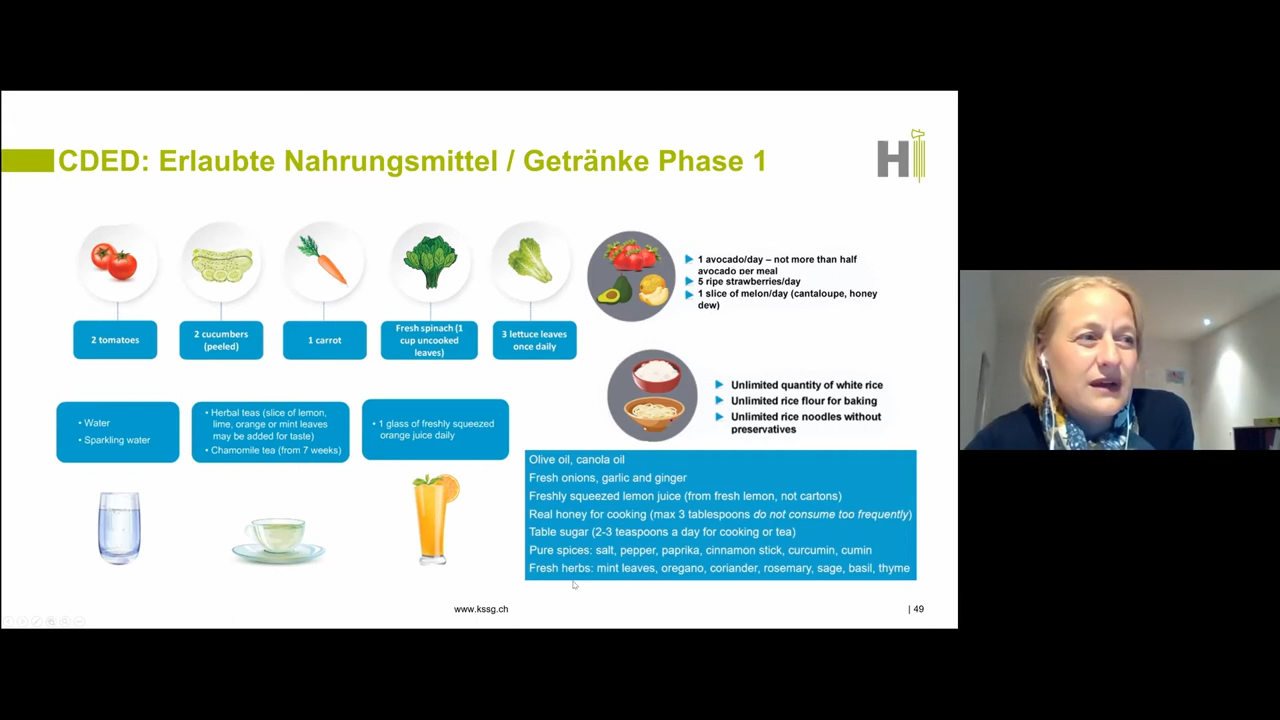 CDED: Erlaubte Nahrungsmittel / Getränke Phase 1
H
2 tomatoes
2 cucumbers
(peeled)
1 carrot
Fresh spinach (1
cup uncooked
leaves)
3 lettuce leaves
once daily
1 avocado/day – not more than half
avocado per meal
5 ripe strawberries/day
1 slice of melon/day (cantaloupe, honey
dew)
Unlimited quantity of white rice
Unlimited rice flour for baking
Unlimited rice noodles without
preservatives
• Water
• Sparkling water
• Herbal teas (slice of lemon,
lime, orange or mint leaves
may be added for taste)
• Chamomile tea (from 7 weeks)
• 1 glass of freshly squeezed
orange juice daily
Olive oil, canola oil
Fresh onions, garlic and ginger
Freshly squeezed lemon juice (from fresh lemon, not cartons)
Real honey for cooking (max 3 tablespoons do not consume too frequently)
Table sugar (2-3 teaspoons a day for cooking or tea)
Pure spices: salt, pepper, paprika, cinnamon stick, curcumin, cumin
Fresh herbs: mint leaves, oregano, coriander, rosemary, sage, basil, thyme
www.kssg.ch
| 49